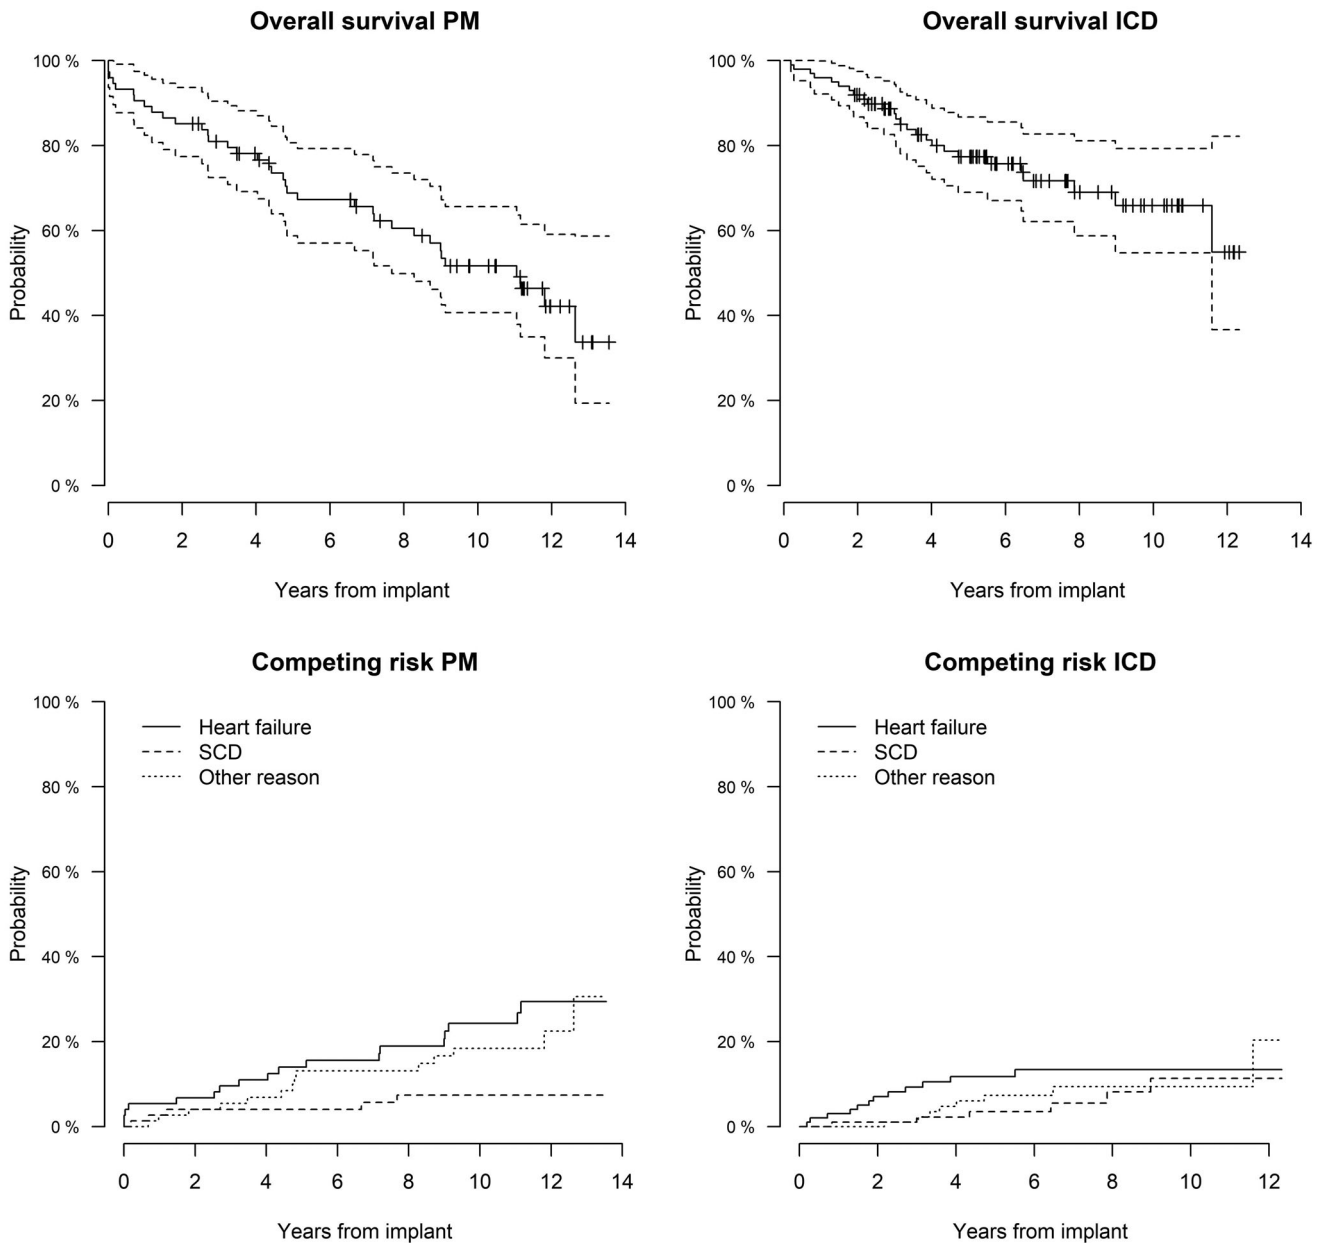 Overall survival PM
100 %
80 %
60 %
40 %
20 %
0 %
Probability
0 2 4 6 8 10 12 14
Years from implant
Overall survival ICD
100 %
80 %
60 %
40 %
20 %
0 %
Probability
0 2 4 6 8 10 12 14
Years from implant
Competing risk PM
100 %
80 %
60 %
40 %
20 %
0 %
Probability
Heart failure
SCD
Other reason
0 2 4 6 8 10 12 14
Years from implant
Competing risk ICD
100 %
80 %
60 %
40 %
20 %
0 %
Probability
Heart failure
SCD
Other reason
0 2 4 6 8 10 12
Years from implant